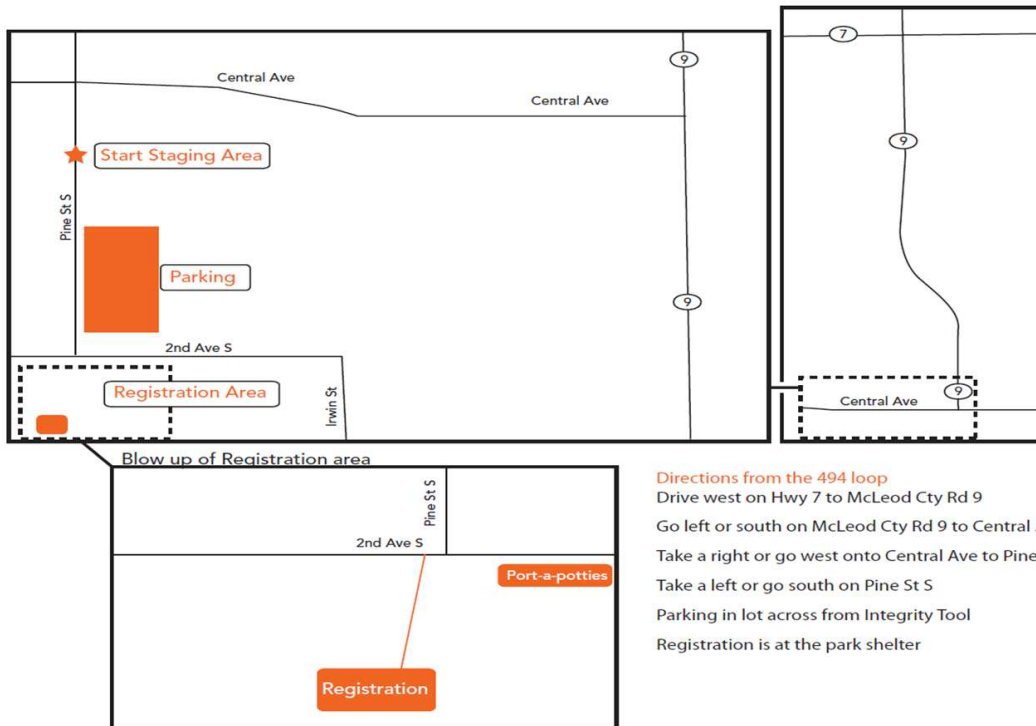 Central Ave
9
Central Ave
Start Staging Area
Pine St S
Parking
9
2nd Ave S
Registration Area
Irwin St
7
9
9
Central Ave
Blow up of Registration area
Pine St S
2nd Ave S
Port-a-potties
Registration
Directions from the 494 loop
Drive west on Hwy 7 to McLeod Cty Rd 9
Go left or south on McLeod Cty Rd 9 to Central
Take a right or go west onto Central Ave to Pine
Take a left or go south on Pine St S
Parking in lot across from Integrity Tool
Registration is at the park shelter